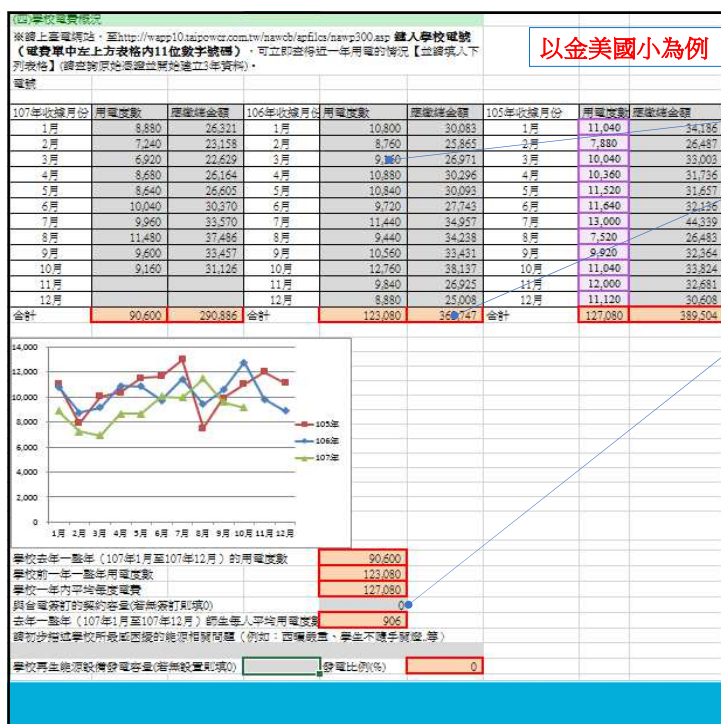 (四)學校電費概況
※請上臺電網站,至http://wapp10.taipower.com.tw/nawcb/apfiles/nawp300.asp 鍵入學校電號
(電費單中左上方表格內11位數字號碼),可立即查得近一年用電的情況【並請填入下
列表格】(請查詢原始憑證並開始建立3年資料)。
以金美國小為例
電號
107年收據月份 用電度數 應繳總金額 106年收據月份 用電度數 應繳總金額 105年收據月份 用電度數 應繳總金額
1月 8,880 26,321 1月 10,800 30,083 1月 11,040 34,186
2月 7,240 23,158 2月 8,760 25,865 2月 7,880 26,487
3月 6,920 22,629 3月 26,971 3月 10,040 33,003
4月 8,680 26,164 4月 10,880 30,296 4月 10,360 31,736
5月 8,640 26,605 5月 10,840 30,093 5月 11,520 31,657
6月 10,040 30,370 6月 9,720 27,743 6月 11,640 32,136
7月 9,960 33,570 7月 11,440 34,957 7月 13,000 44,339
8月 11,480 37,486 8月 9,440 34,238 8月 7,520 26,483
9月 9,600 33,457 9月 10,560 33,431 9月 9,920 32,364
10月 9,160 31,126 10月 12,760 38,137 10月 11,040 33,824
11月 11月 9,840 26,925 11月 12,000 32,681
12月 12月 8,880 25,008 12月 11,120 30,608
合計 90,600 290,886 合計 123,080 合計 127,080 389,504
14,000
12,000
10,000
8,000
6,000
4,000
2,000
0
105年
106年
107年
1月 2月 3月 4月 5月 6月 7月 8月 9月 10月 11月 12月
學校去年一整年(107年1月至107年12月)的用電度數 90,600
學校前一年一整年用電度數 123,080
學校一年內平均每度電費 127,080
與台電簽訂的契約容量(若無簽訂則填0) 0
去年一整年(107年1月至107年12月)師生每人平均用電度數 906
請初步描述學校所最感困擾的能源相關問題(例如:西曬嚴重、學生不隨手關燈..等)
學校再生能源設備發電容量(若無設置則填0) 發電比例(%) 0